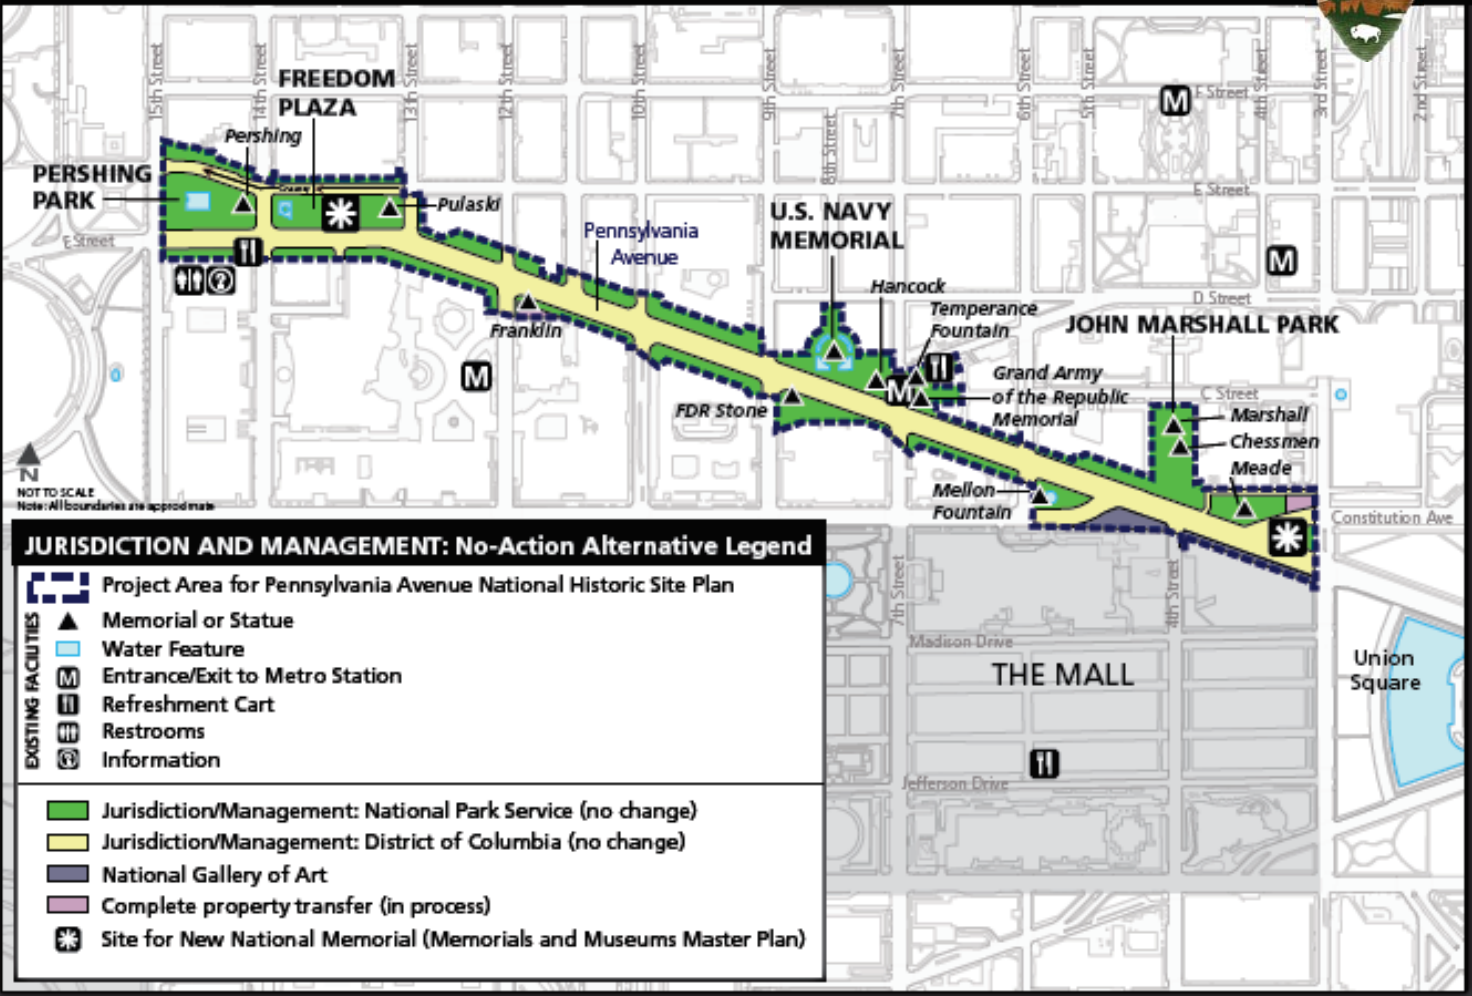 15th Street
14th Street
13th Street
12th Street
10th Street
9th Street
8th Street
7th Street
6th Street
5th Street
4th Street
3rd Street
2nd Street
FREEDOM
PLAZA
Pershing
PERSHING
PARK
Pulaski
E Street
F Street
E Street
D Street
C Street
Constitution Ave
Pennsylvania
Avenue
U.S. NAVY
MEMORIAL
Hancock
Temperance
Fountain
JOHN MARSHALL PARK
Franklin
FDR Stone
Grand Army
of the Republic
Memorial
Marshall
Chessmen
Meade
Mellon
Fountain
M
M
M
M
N
NOT TO SCALE
Note: All boundaries are approximate
7th Street
4th Street
Madison Drive
THE MALL
Jefferson Drive
Union
Square
JURISDICTION AND MANAGEMENT: No-Action Alternative Legend
Project Area for Pennsylvania Avenue National Historic Site Plan
EXISTING FACILITIES
Memorial or Statue
Water Feature
M Entrance/Exit to Metro Station
Refreshment Cart
Restrooms
? Information
Jurisdiction/Management: National Park Service (no change)
Jurisdiction/Management: District of Columbia (no change)
National Gallery of Art
Complete property transfer (in process)
Site for New National Memorial (Memorials and Museums Master Plan)